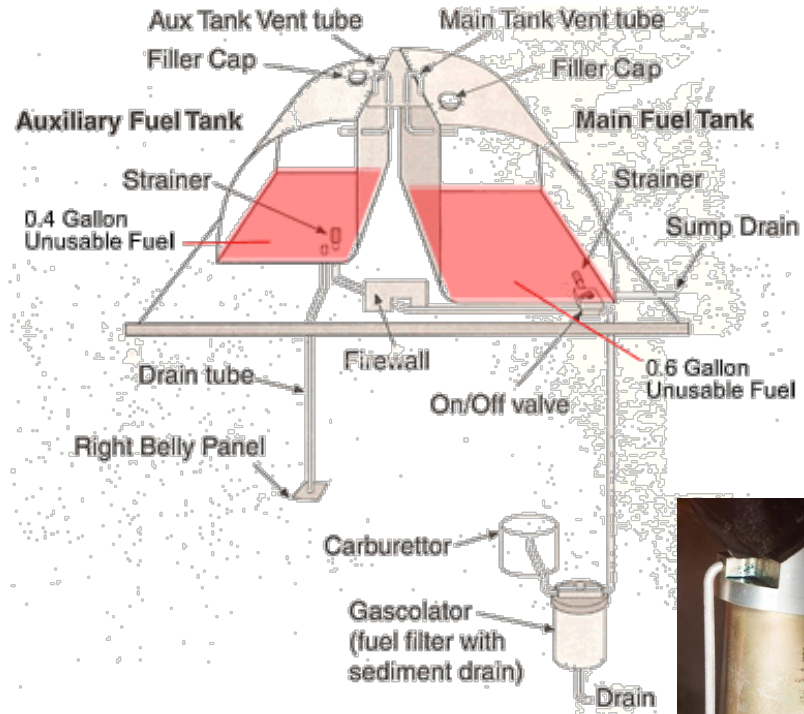 Aux Tank Vent tube
Main Tank Vent tube
Filler Cap
Filler Cap
Auxiliary Fuel Tank
Main Fuel Tank
Strainer
Strainer
0.4 Gallon
Unusable Fuel
Sump Drain
Firewall
0.6 Gallon
Unusable Fuel
Drain tube
On/Off valve
Right Belly Panel
Carburettor
Gascolator
(fuel filter with
sediment drain)
Drain